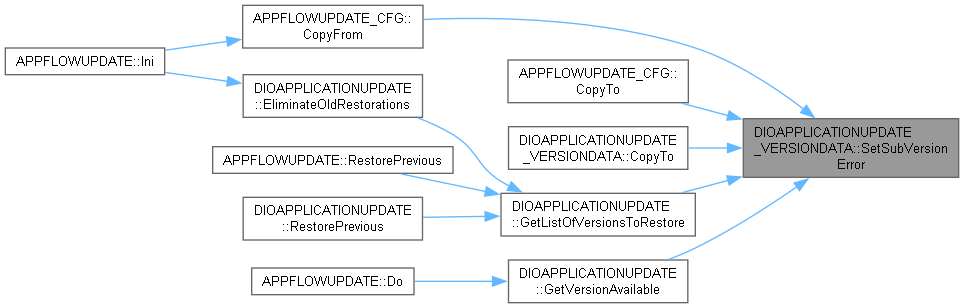 APPFLOWUPDATE::Ini
APPFLOWUPDATE_CFG::
CopyFrom
DIOAPPLICATIONUPDATE
::EliminateOldRestorations
APPFLOWUPDATE::RestorePrevious
DIOAPPLICATIONUPDATE
::RestorePrevious
APPFLOWUPDATE::Do
APPFLOWUPDATE_CFG::
CopyTo
DIOAPPLICATIONUPDATE
_VERSIONDATA::CopyTo
DIOAPPLICATIONUPDATE
::GetListOfVersionsToRestore
DIOAPPLICATIONUPDATE
::GetVersionAvailable
DIOAPPLICATIONUPDATE
_VERSIONDATA::SetSubVersion
Error